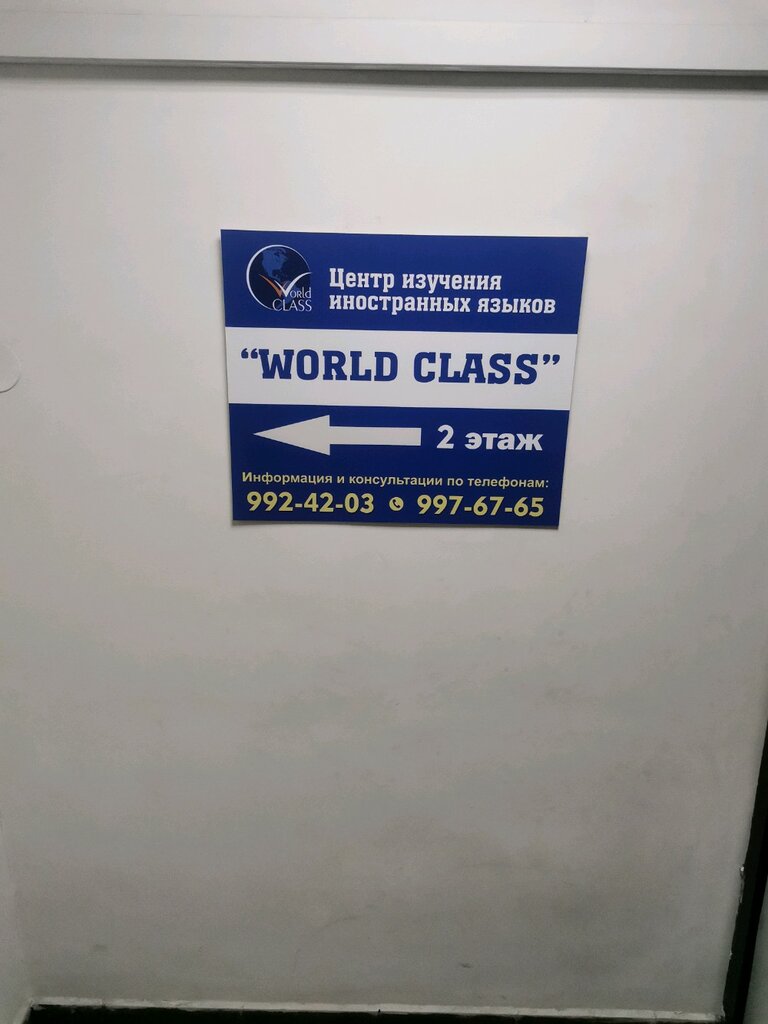 World
CLASS
Центр изучения
иностранных языков
“WORLD CLASS”
2 этаж
Информация и консультации по телефонам:
992-42-03 997-67-65